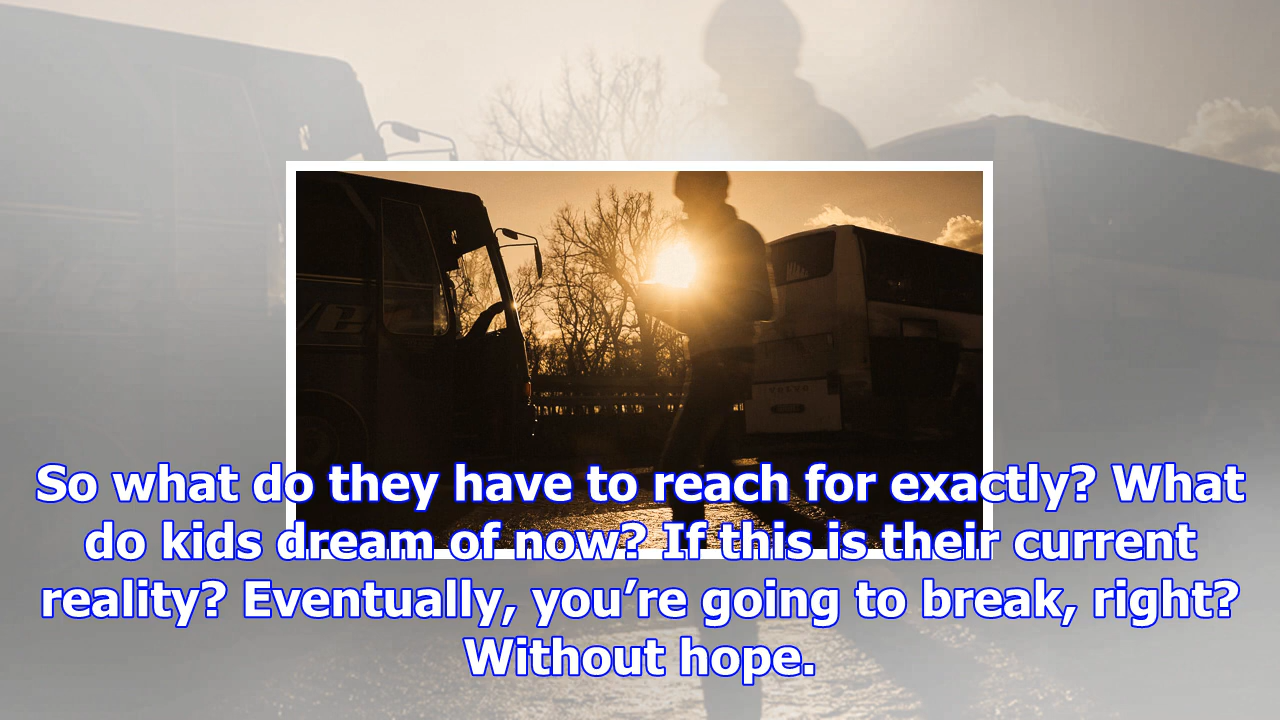 So what do they have to reach for exactly? What
do kids dream of now? If this is their current
reality? Eventually, you’re going to break, right?
Without hope.